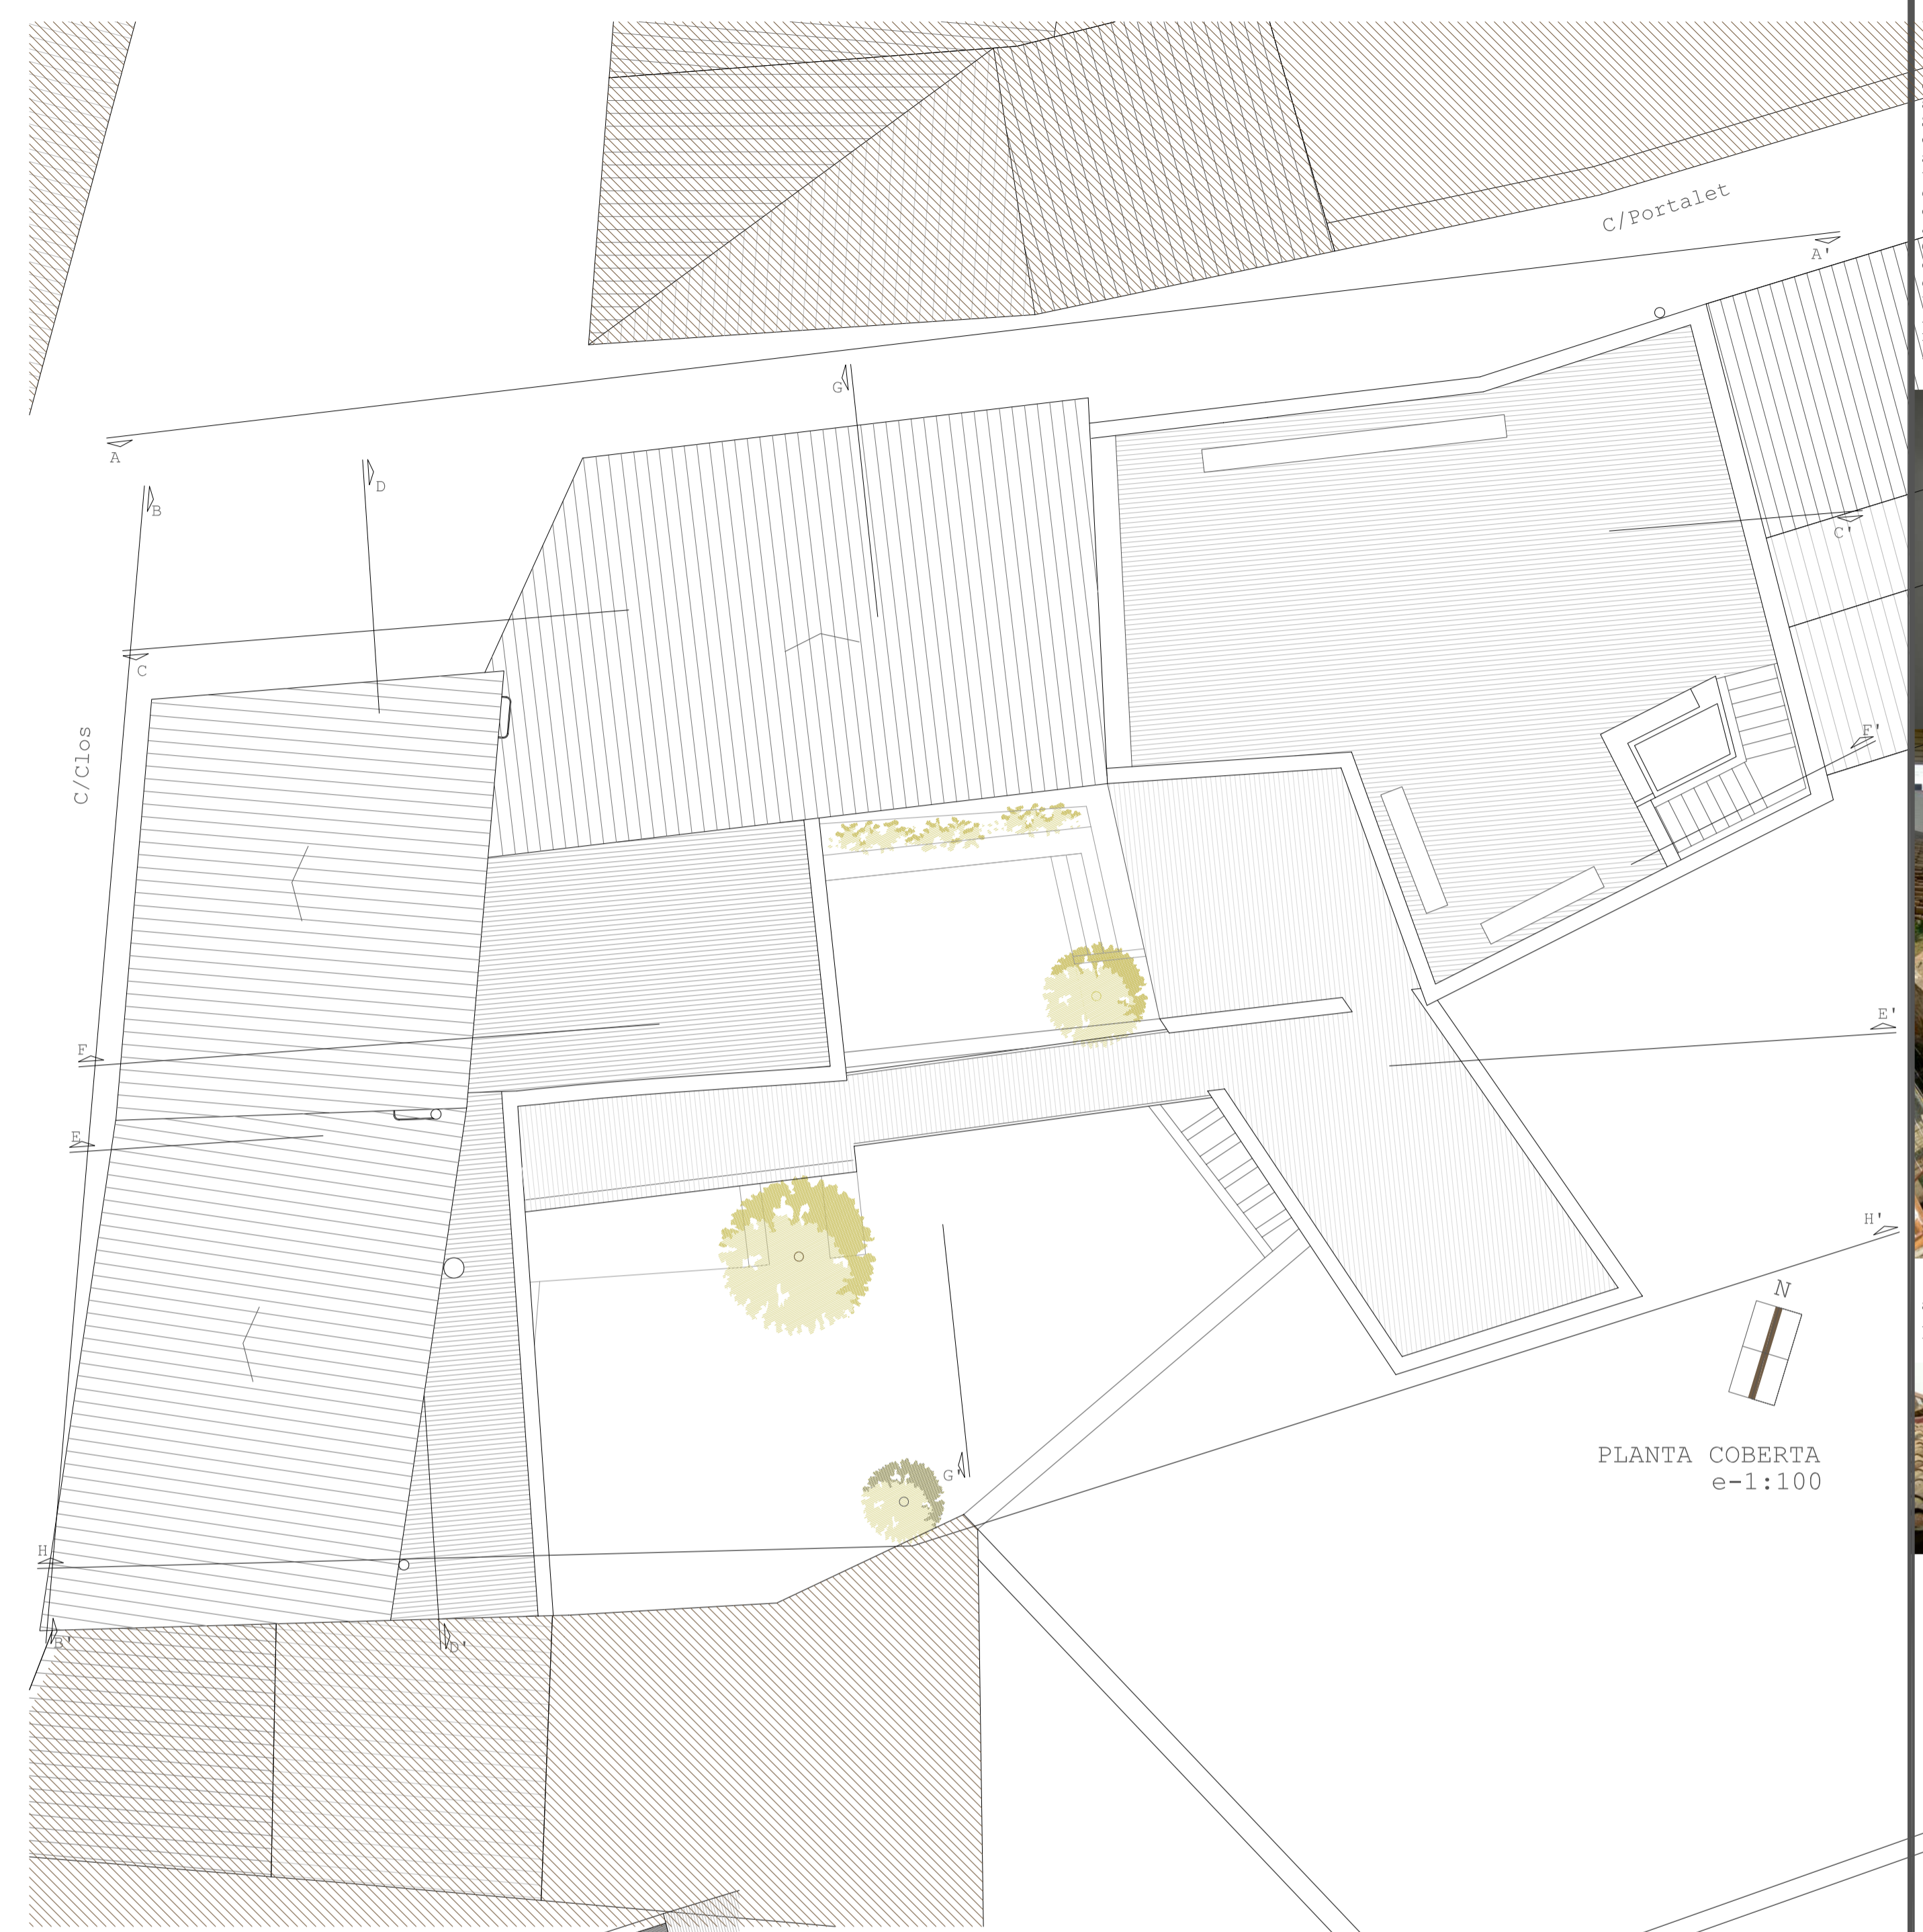 C/Portalet
A'
G
A
D
B
C'
C
C/Clos
F'
F
E'
E
H'
N
PLANTA COBERTA
e-1:100
G'
H
B'
D'